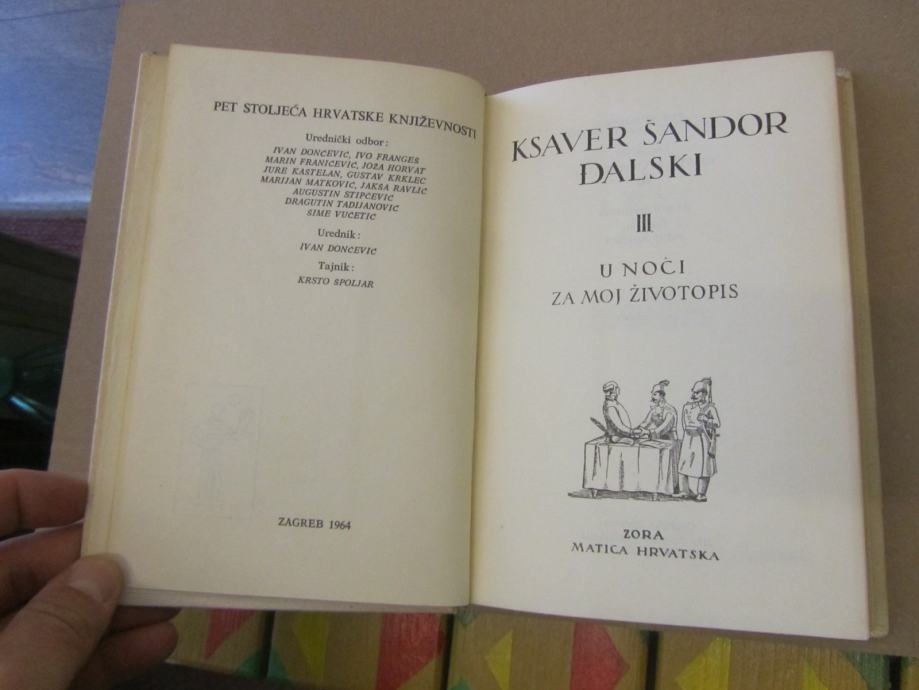 PET STOLJEĆA HRVATSKE KNJIŽEVNOSTI
Urednički odbor:
IVAN DONČEVIĆ, IVO FRANGEŠ
MARIN FRANIČEVIĆ, JOŽA HORVAT
JURE KAŠTELAN, GUSTAV KRKLEC
MARIJAN MATKOVIĆ, JAKŠA RAVLIĆ
AUGUSTIN STIPČEVIĆ
DRAGUTIN TADIJANOVIĆ
ŠIME VUČETIĆ
Urednik:
IVAN DONČEVIĆ
Tajnik:
KRSTO ŠPOLJAR
ZAGREB 1964
KSAVER ŠANDOR
ĐALSKI
III
U NOĆI
ZA MOJ ŽIVOTOPIS
ZORA
MATICA HRVATSKA